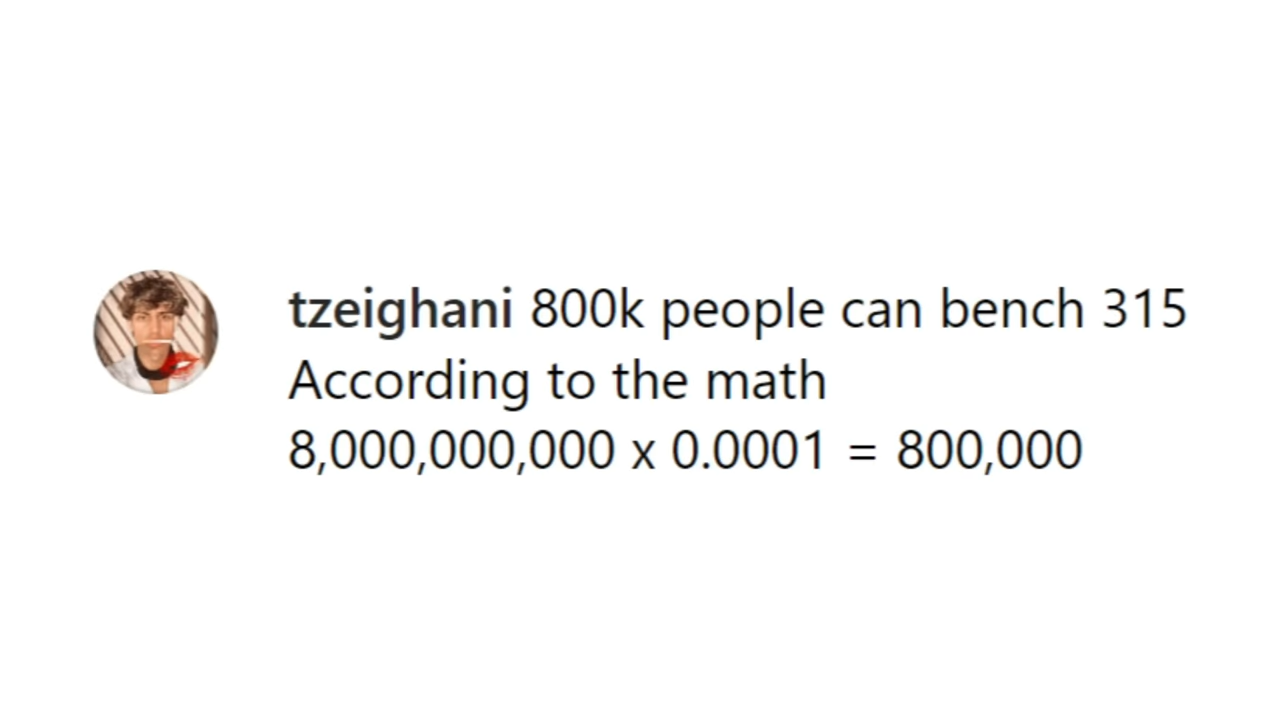 tzeighani 800k people can bench 315
According to the math
8,000,000,000 x 0.0001 = 800,000